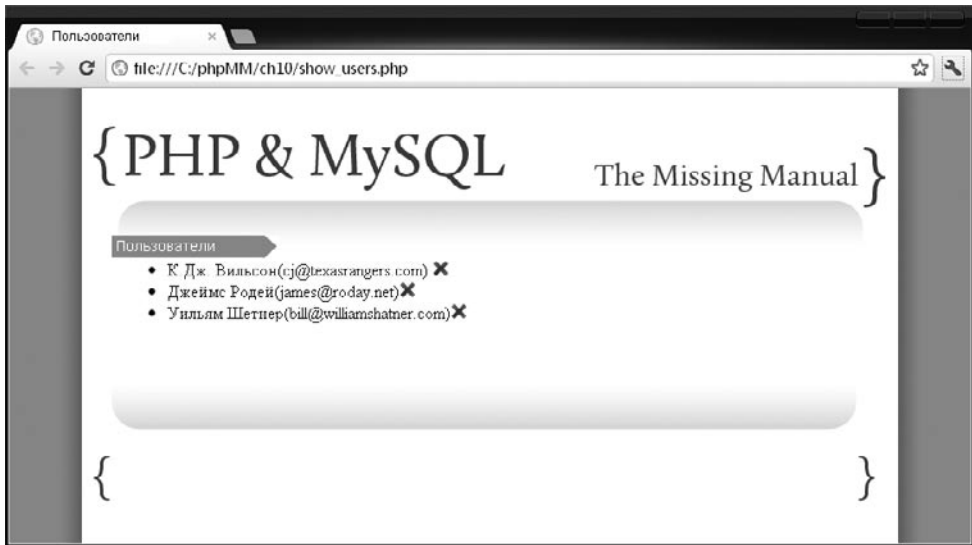 Пользователи
file:///C:/phpMM/ch10/show_users.php
{PHP & MySQL
The Missing Manual}
Пользователи
• К. Дж. Вильсон(cj@texasrangers.com) ✖
• Джеймс Родей(james@roday.net)✖
• Уильям Шетнер(bill@williamshatner.com)✖
{ }